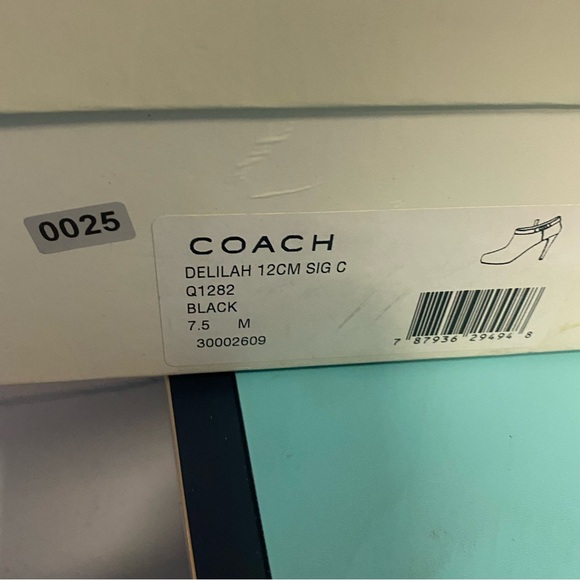 0025
COACH
DELILAH 12CM SIG C
Q1282
BLACK
7.5 M
30002609
7 87936 29494 8